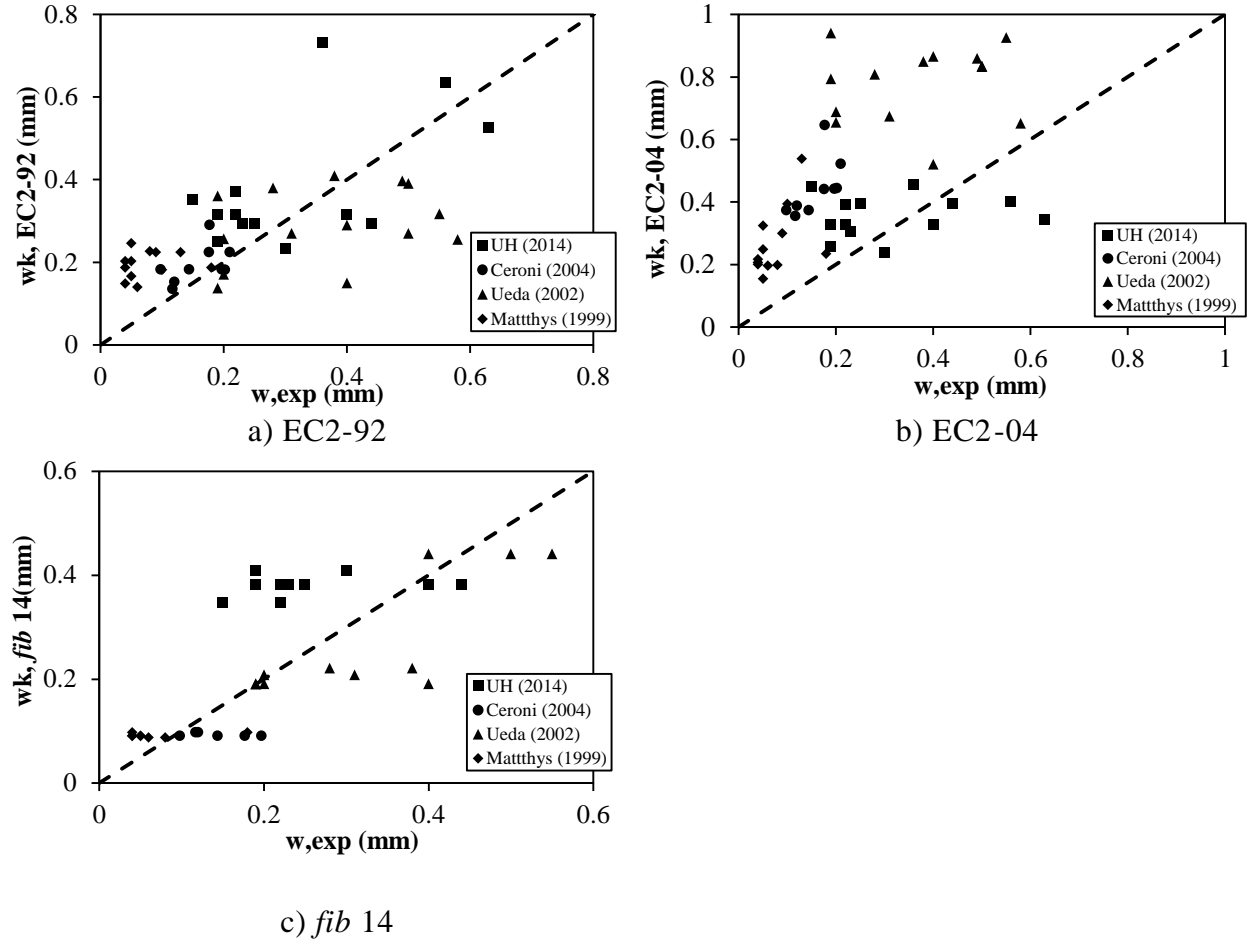 0.8
0.6
0.4
0.2
0
0 0.2 0.4 0.6 0.8
wk, EC2-92 (mm)
w,exp (mm)
UH (2014)
Ceroni (2004)
Ueda (2002)
Mattthys (1999)
a) EC2-92
1
0.8
0.6
0.4
0.2
0
0 0.2 0.4 0.6 0.8 1
wk, EC2-04 (mm)
w,exp (mm)
UH (2014)
Ceroni (2004)
Ueda (2002)
Mattthys (1999)
b) EC2-04
0.6
0.4
0.2
0
0 0.2 0.4 0.6
wk, fib 14(mm)
w,exp (mm)
UH (2014)
Ceroni (2004)
Ueda (2002)
Mattthys (1999)
c) fib 14